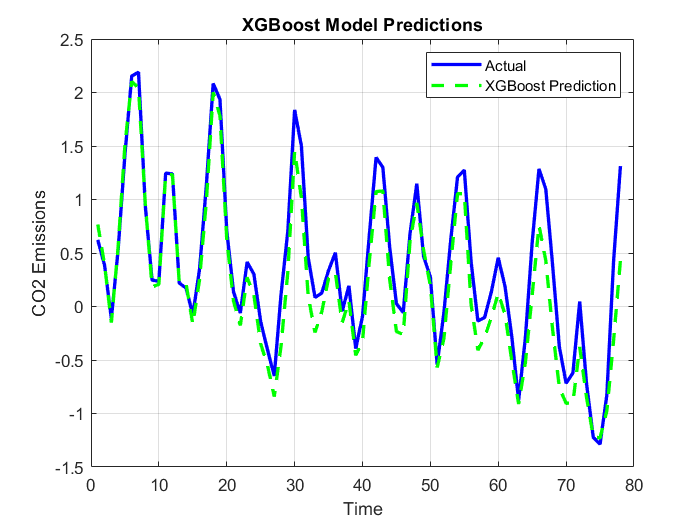 XGBoost Model Predictions
2.5
2
1.5
1
0.5
0
-0.5
-1
-1.5
CO2 Emissions
Actual
XGBoost Prediction
0 10 20 30 40 50 60 70 80
Time